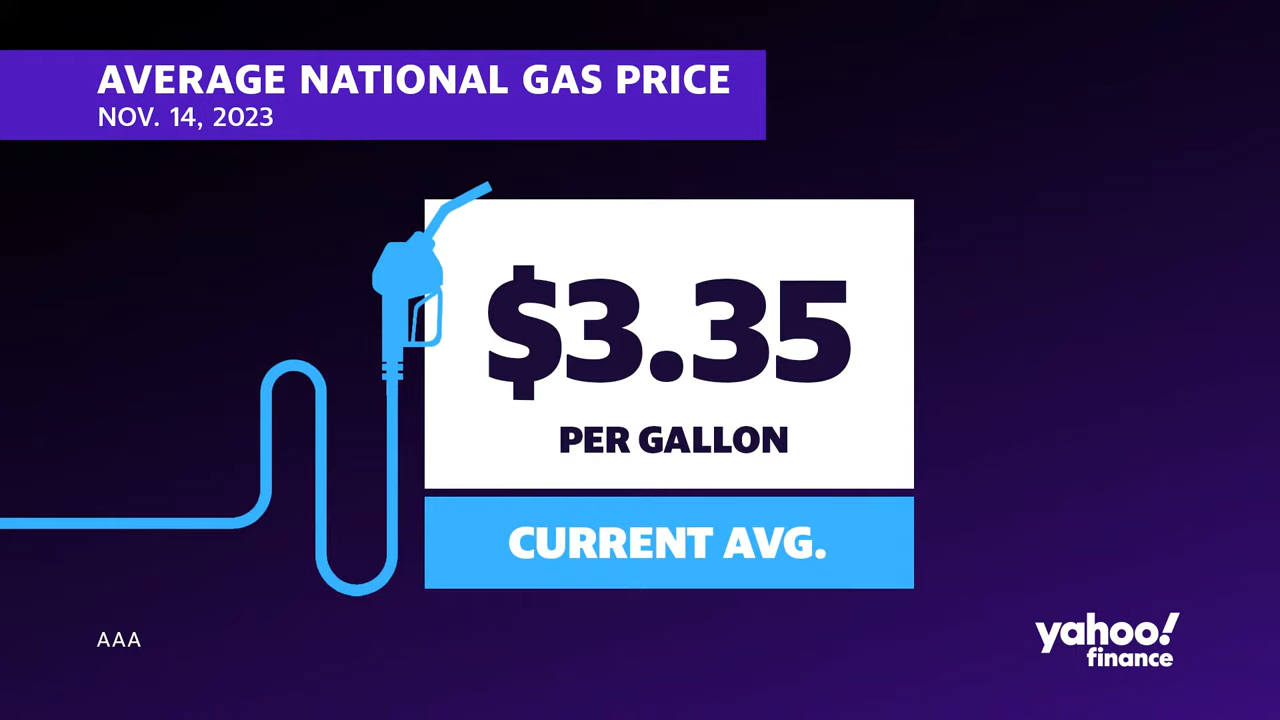 AVERAGE NATIONAL GAS PRICE
NOV. 14, 2023
$3.35
PER GALLON
CURRENT AVG.
AAA
yahoo!
finance